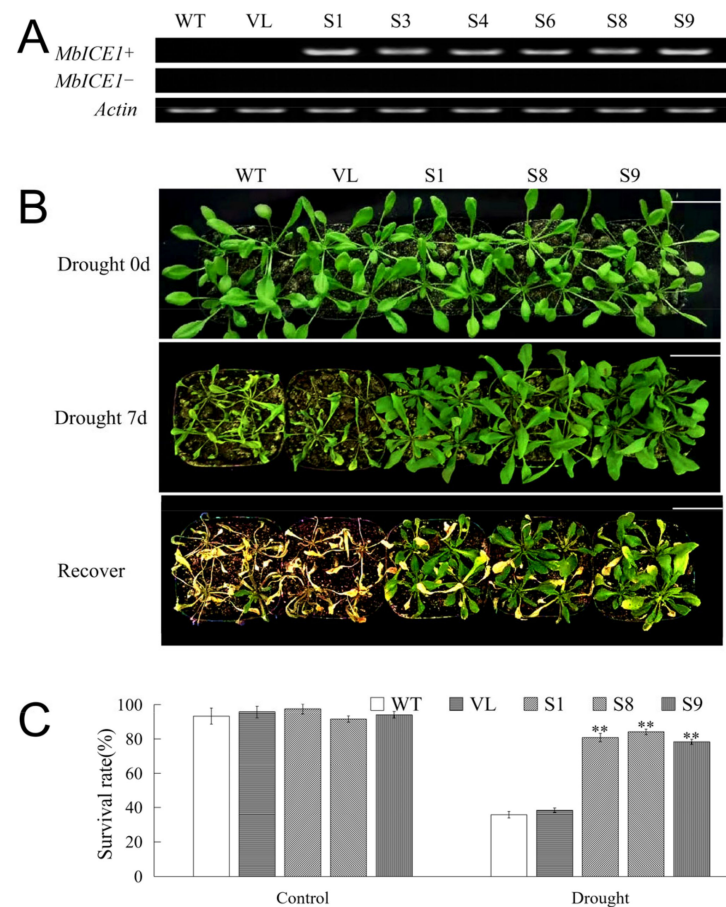 A
WT VL S1 S3 S4 S6 S8 S9
MbICE1+
MbICE1−
Actin
B
WT VL S1 S8 S9
Drought 0d
Drought 7d
Recover
C
Survival rate(%)
100
80
60
40
20
0
WT VL S1 S8 S9
** ** **
Control Drought